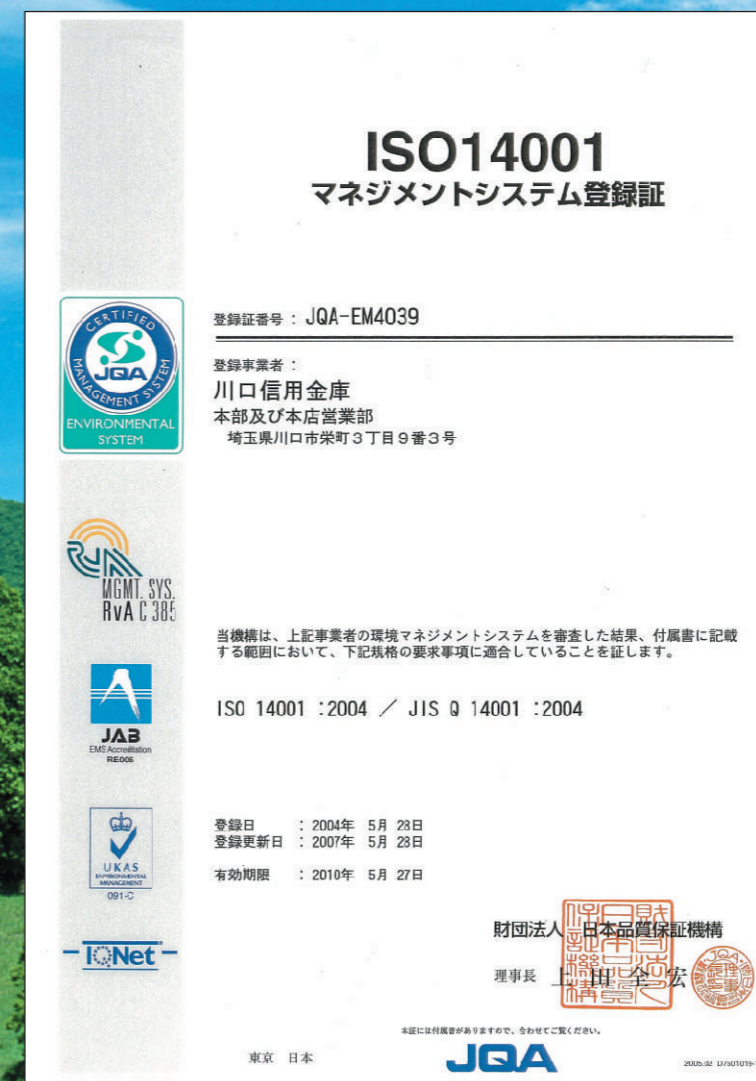 ISO14001
マネジメントシステム登録証
登録証番号 : JQA-EM4039
登録事業者 :
川口信用金庫
本部及び本店営業部
埼玉県川口市栄町３丁目９番３号
CERTIFIED
MANAGEMENT SYSTEM
JQA
ENVIRONMENTAL
SYSTEM
MGMT. SYS.
RvA C 385
当機構は、上記事業者の環境マネジメントシステムを審査した結果、付属書に記載
する範囲において、下記規格の要求事項に適合していることを証します。
ISO 14001 :2004 ／ JIS Q 14001 :2004
JAB
EMS Accreditation
RE006
登録日 : 2004年 5月 28日
登録更新日 : 2007年 5月 28日
有効期限 : 2010年 5月 27日
UKAS
ENVIRONMENTAL
MANAGEMENT
091-C
IQNet
財団法人 日本品質保証機構
理事長 上田全宏
本証には付属書がありますので、合わせてご覧ください。
東京 日本
JQA